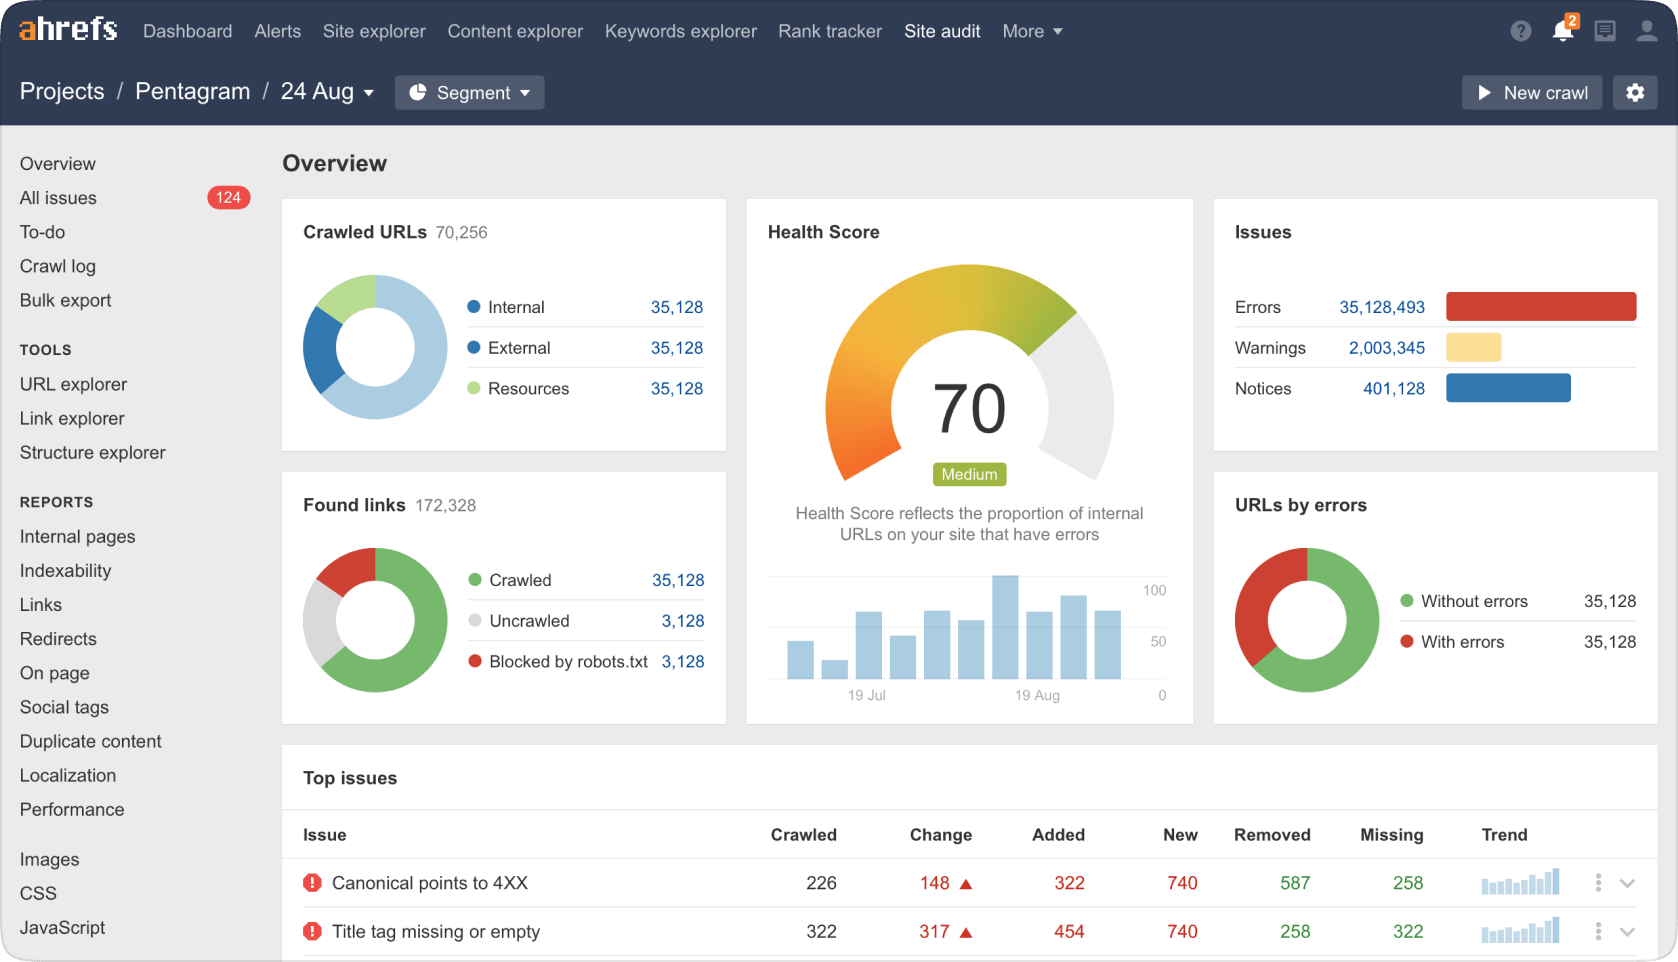 ahrefs Dashboard Alerts Site explorer Content explorer Keywords explorer Rank tracker Site audit More ? 2
Projects / Pentagram / 24 Aug Segment New crawl
Overview
All issues 124
To-do
Crawl log
Bulk export
TOOLS
URL explorer
Link explorer
Structure explorer
REPORTS
Internal pages
Indexability
Links
Redirects
On page
Social tags
Duplicate content
Localization
Performance
Images
CSS
JavaScript
Overview
Crawled URLs 70,256
Internal 35,128
External 35,128
Resources 35,128
Health Score
70
Medium
Health Score reflects the proportion of internal
URLs on your site that have errors
100
50
19 Jul 19 Aug 0
Issues
Errors 35,128,493
Warnings 2,003,345
Notices 401,128
Found links 172,328
Crawled 35,128
Uncrawled 3,128
Blocked by robots.txt 3,128
URLs by errors
Without errors 35,128
With errors 35,128
Top issues
Issue Crawled Change Added New Removed Missing Trend
Canonical points to 4XX 226 148 322 740 587 258
Title tag missing or empty 322 317 454 740 258 322